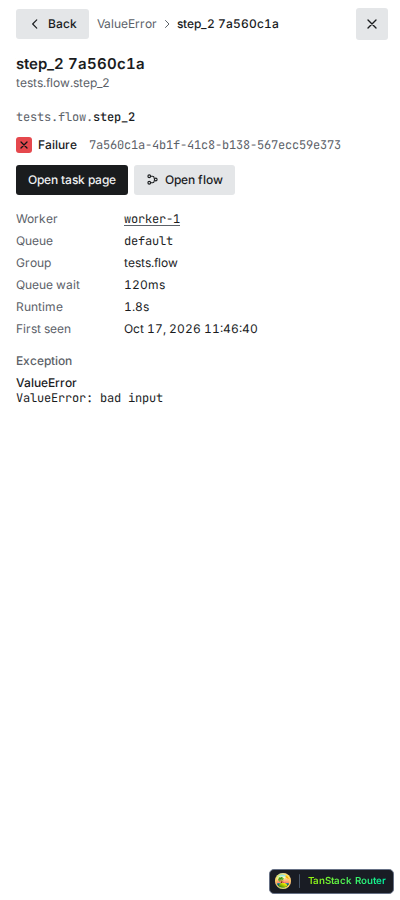 Back ValueError > step_2 7a560c1a
step_2 7a560c1a
tests.flow.step_2
tests.flow.step_2
Failure 7a560c1a-4b1f-41c8-b138-567ecc59e373
Open task page Open flow
Worker worker-1
Queue default
Group tests.flow
Queue wait 120ms
Runtime 1.8s
First seen Oct 17, 2026 11:46:40
Exception
ValueError
ValueError: bad input
TanStack Router